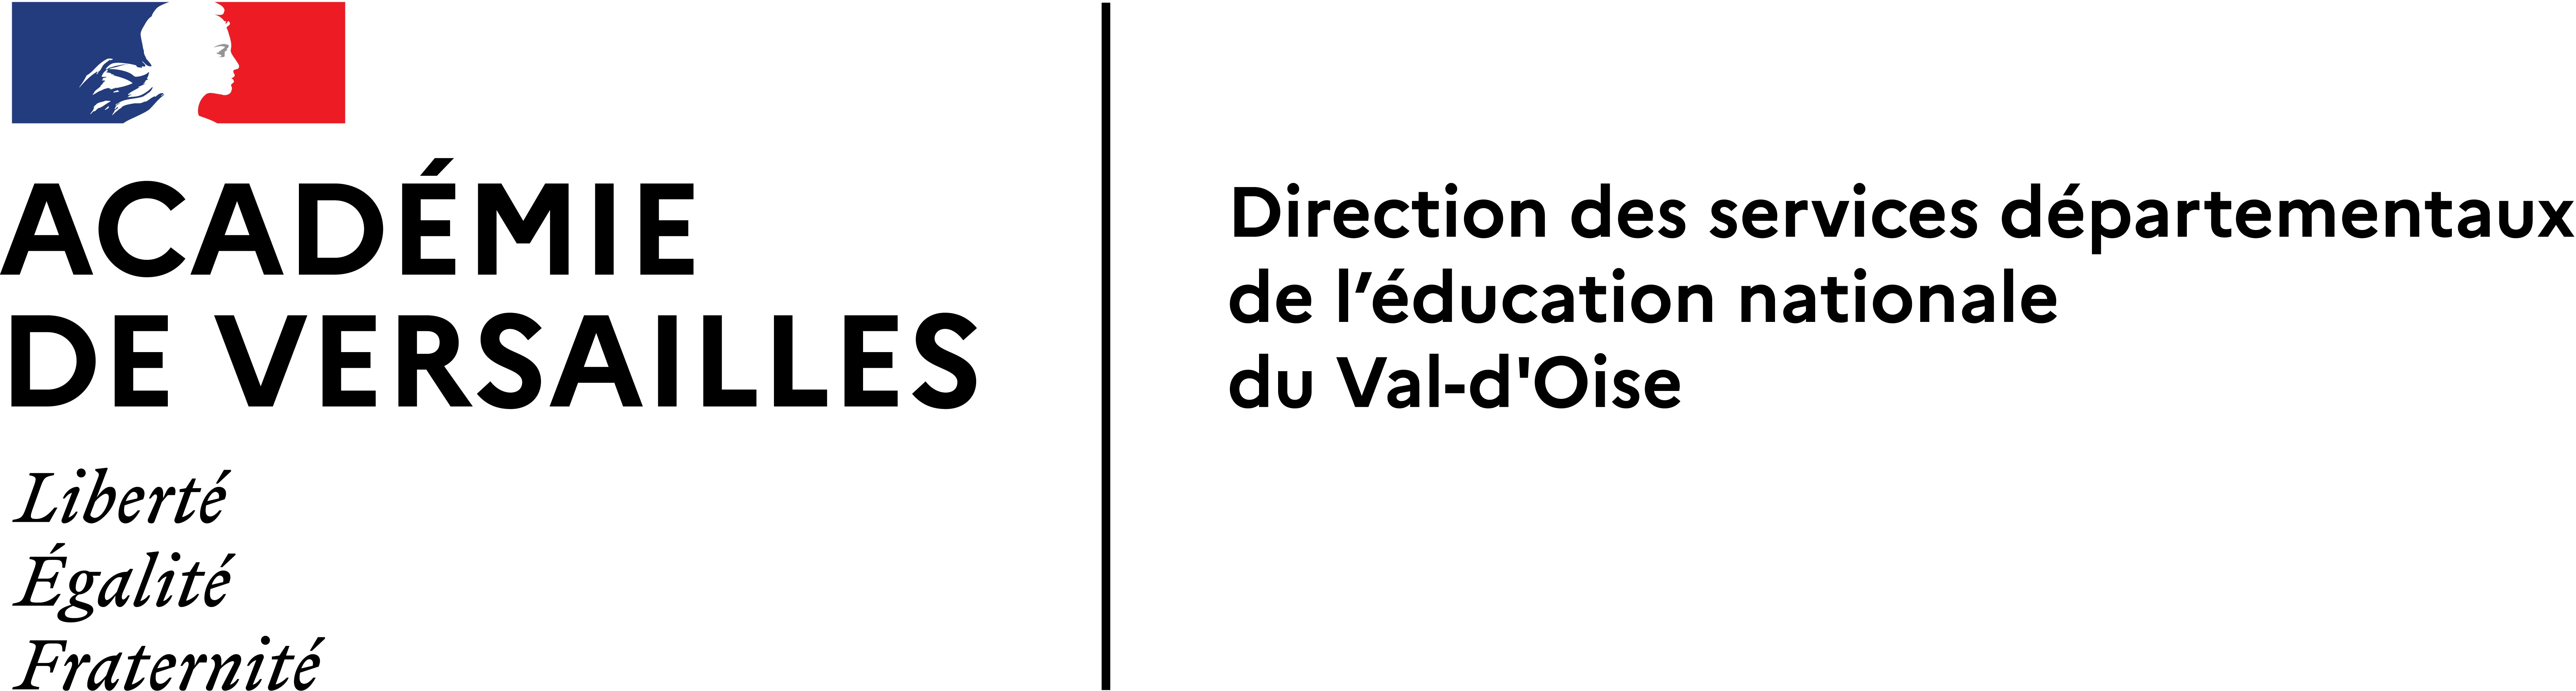 ACADÉMIE
DE VERSAILLES
Liberté
Égalité
Fraternité
Direction des services départementaux
de l’éducation nationale
du Val-d'Oise